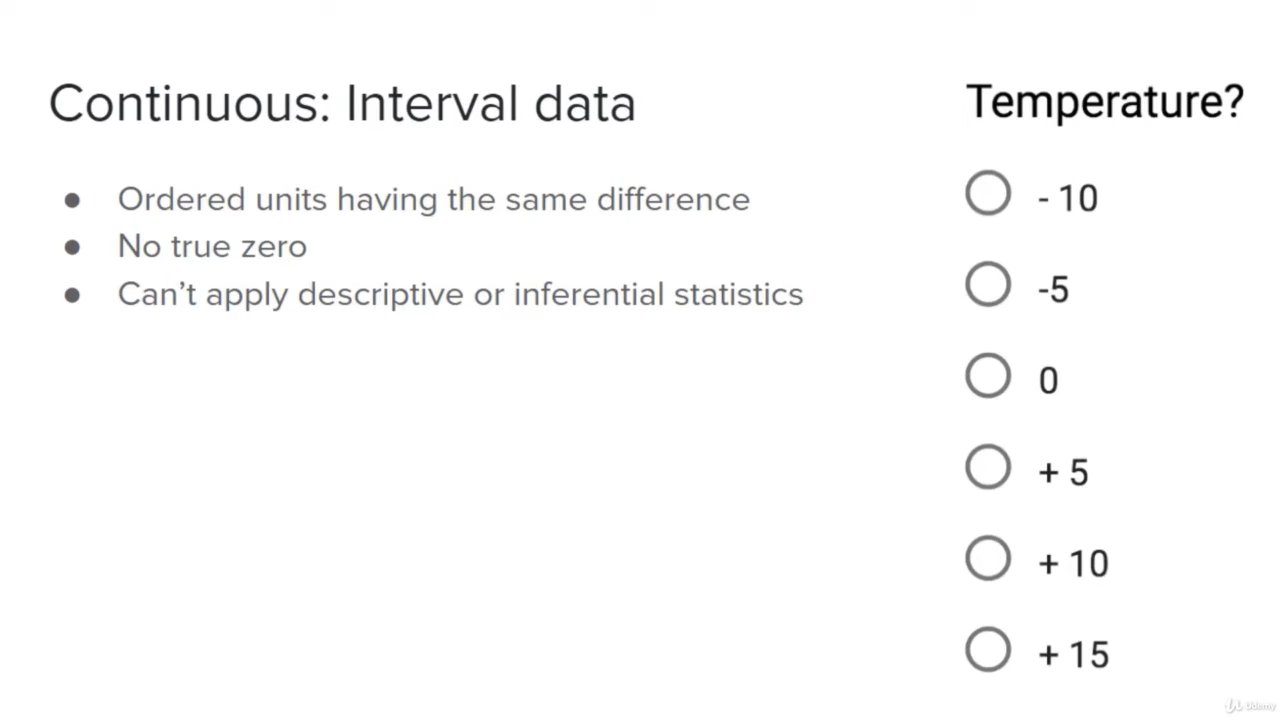 Continuous: Interval data
● Ordered units having the same difference
● No true zero
● Can't apply descriptive or inferential statistics
Temperature?
- 10
-5
0
+ 5
+ 10
+ 15
Udemy